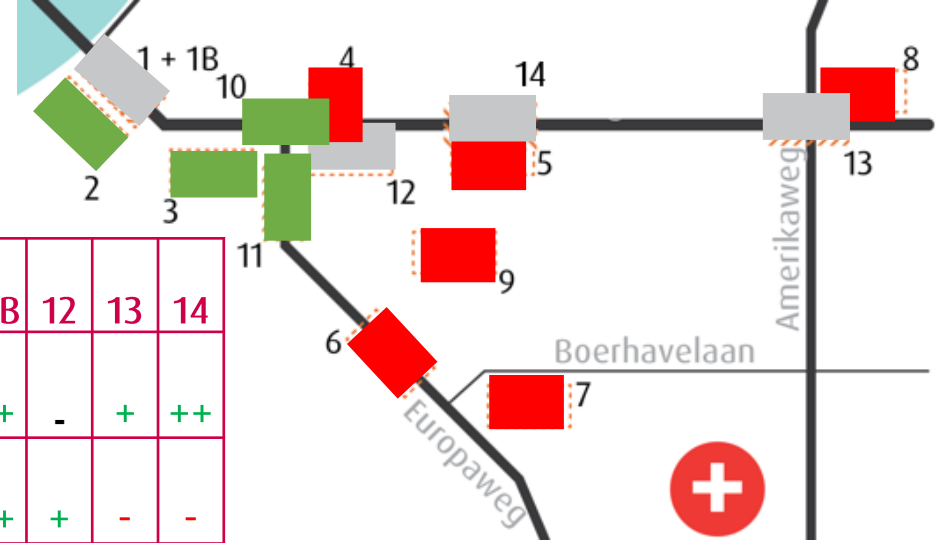 1 + 1B
4
8
10
14
5
13
2
3
12
11
9
6
7
Amerikaweg
Boerhavelaan
Europaweg
B 12 13 14
+ - + ++
+ + - -